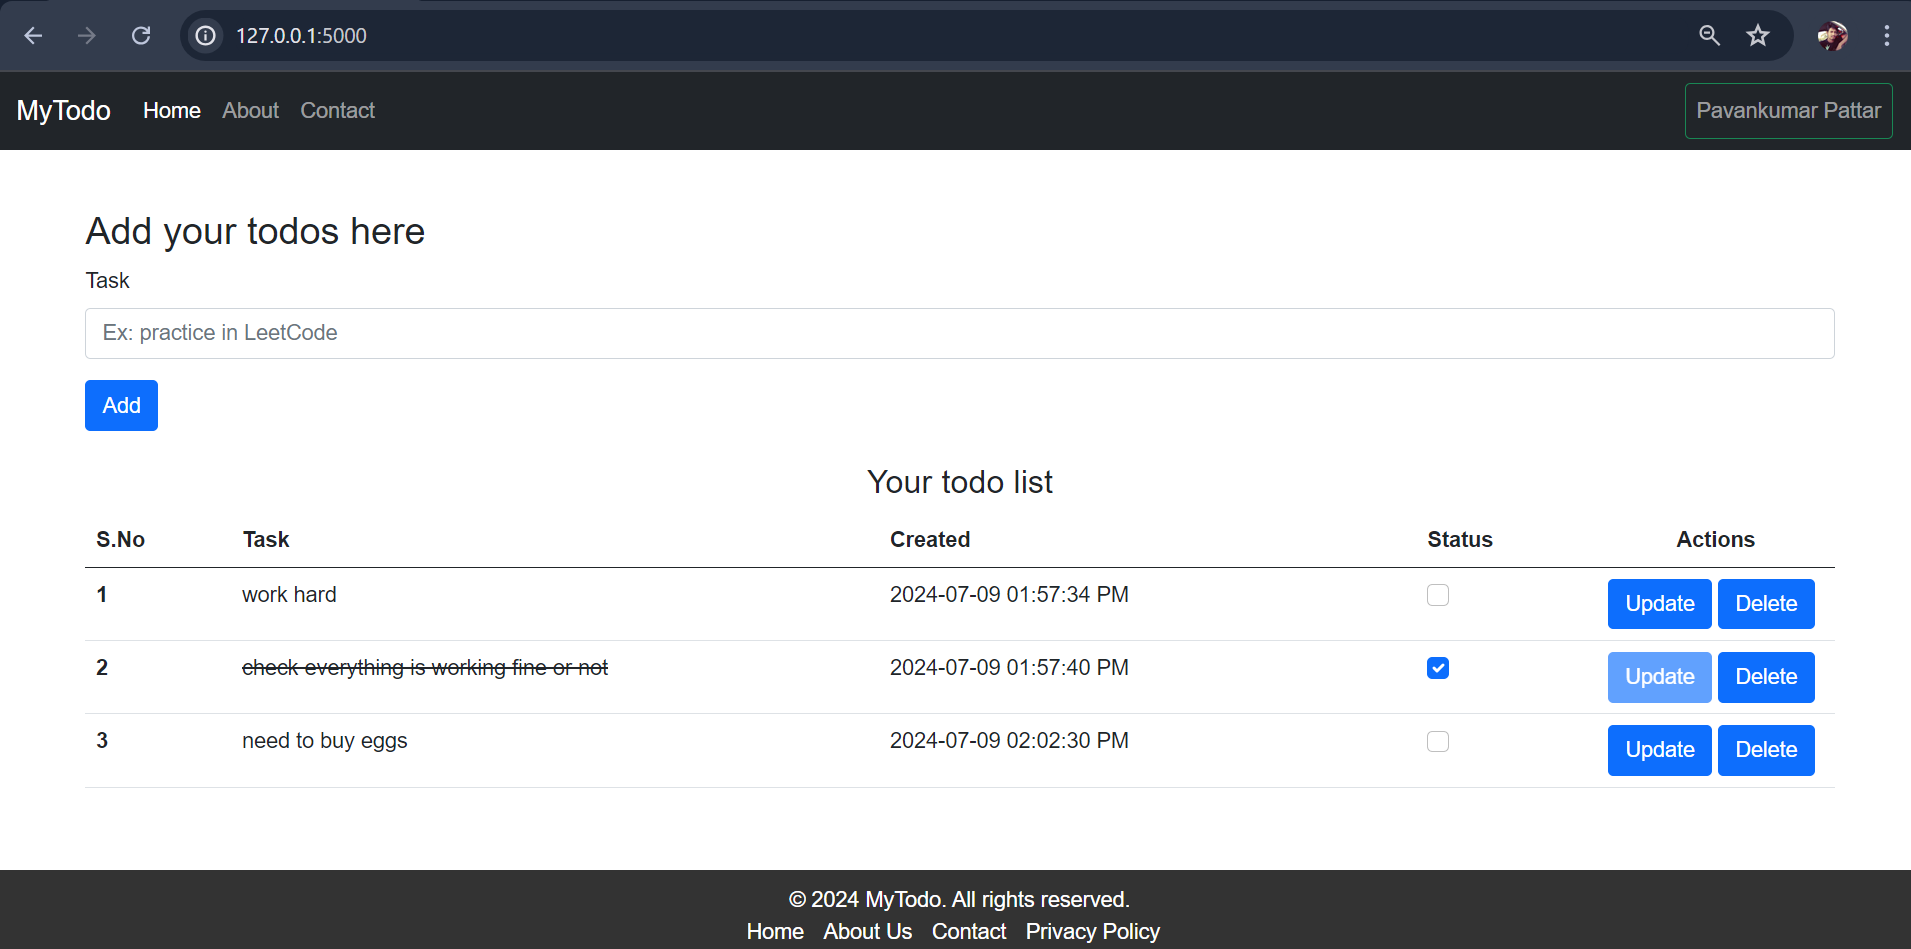 127.0.0.1:5000
MyTodo Home About Contact Pavankumar Pattar
Add your todos here
Task
Ex: practice in LeetCode
Add
Your todo list
S.No Task Created Status Actions
1 work hard 2024-07-09 01:57:34 PM Update Delete
2 check everything is working fine or not 2024-07-09 01:57:40 PM Update Delete
3 need to buy eggs 2024-07-09 02:02:30 PM Update Delete
© 2024 MyTodo. All rights reserved.
Home About Us Contact Privacy Policy